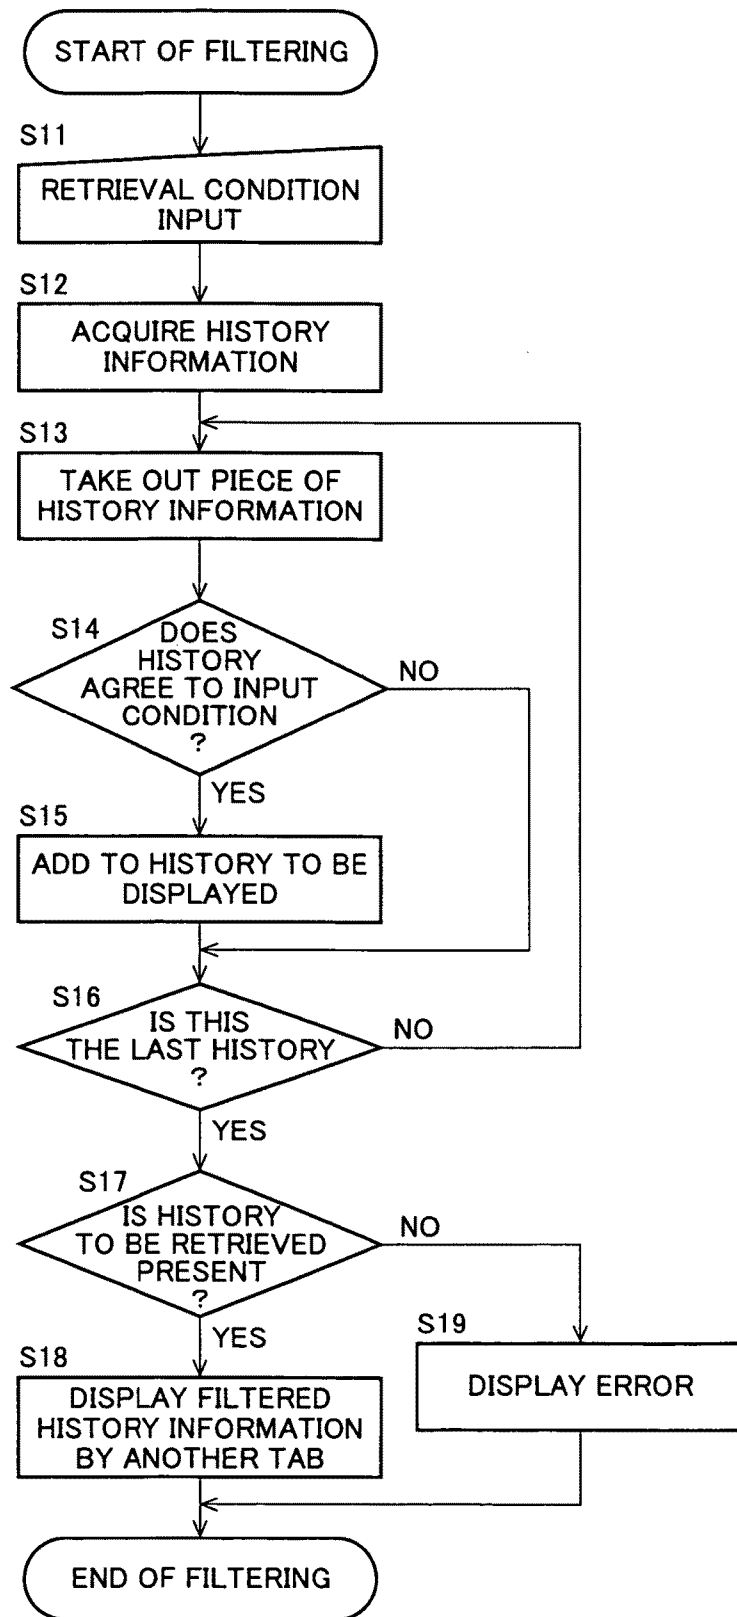 START OF FILTERING
S11
RETRIEVAL CONDITION
INPUT
S12
ACQUIRE HISTORY
INFORMATION
S13
TAKE OUT PIECE OF
HISTORY INFORMATION
S14
DOES
HISTORY
AGREE TO INPUT
CONDITION
?
NO
YES
S15
ADD TO HISTORY TO BE
DISPLAYED
S16
IS THIS
THE LAST HISTORY
?
NO
YES
S17
IS HISTORY
TO BE RETRIEVED
PRESENT
?
NO
YES
S18
DISPLAY FILTERED
HISTORY INFORMATION
BY ANOTHER TAB
S19
DISPLAY ERROR
END OF FILTERING